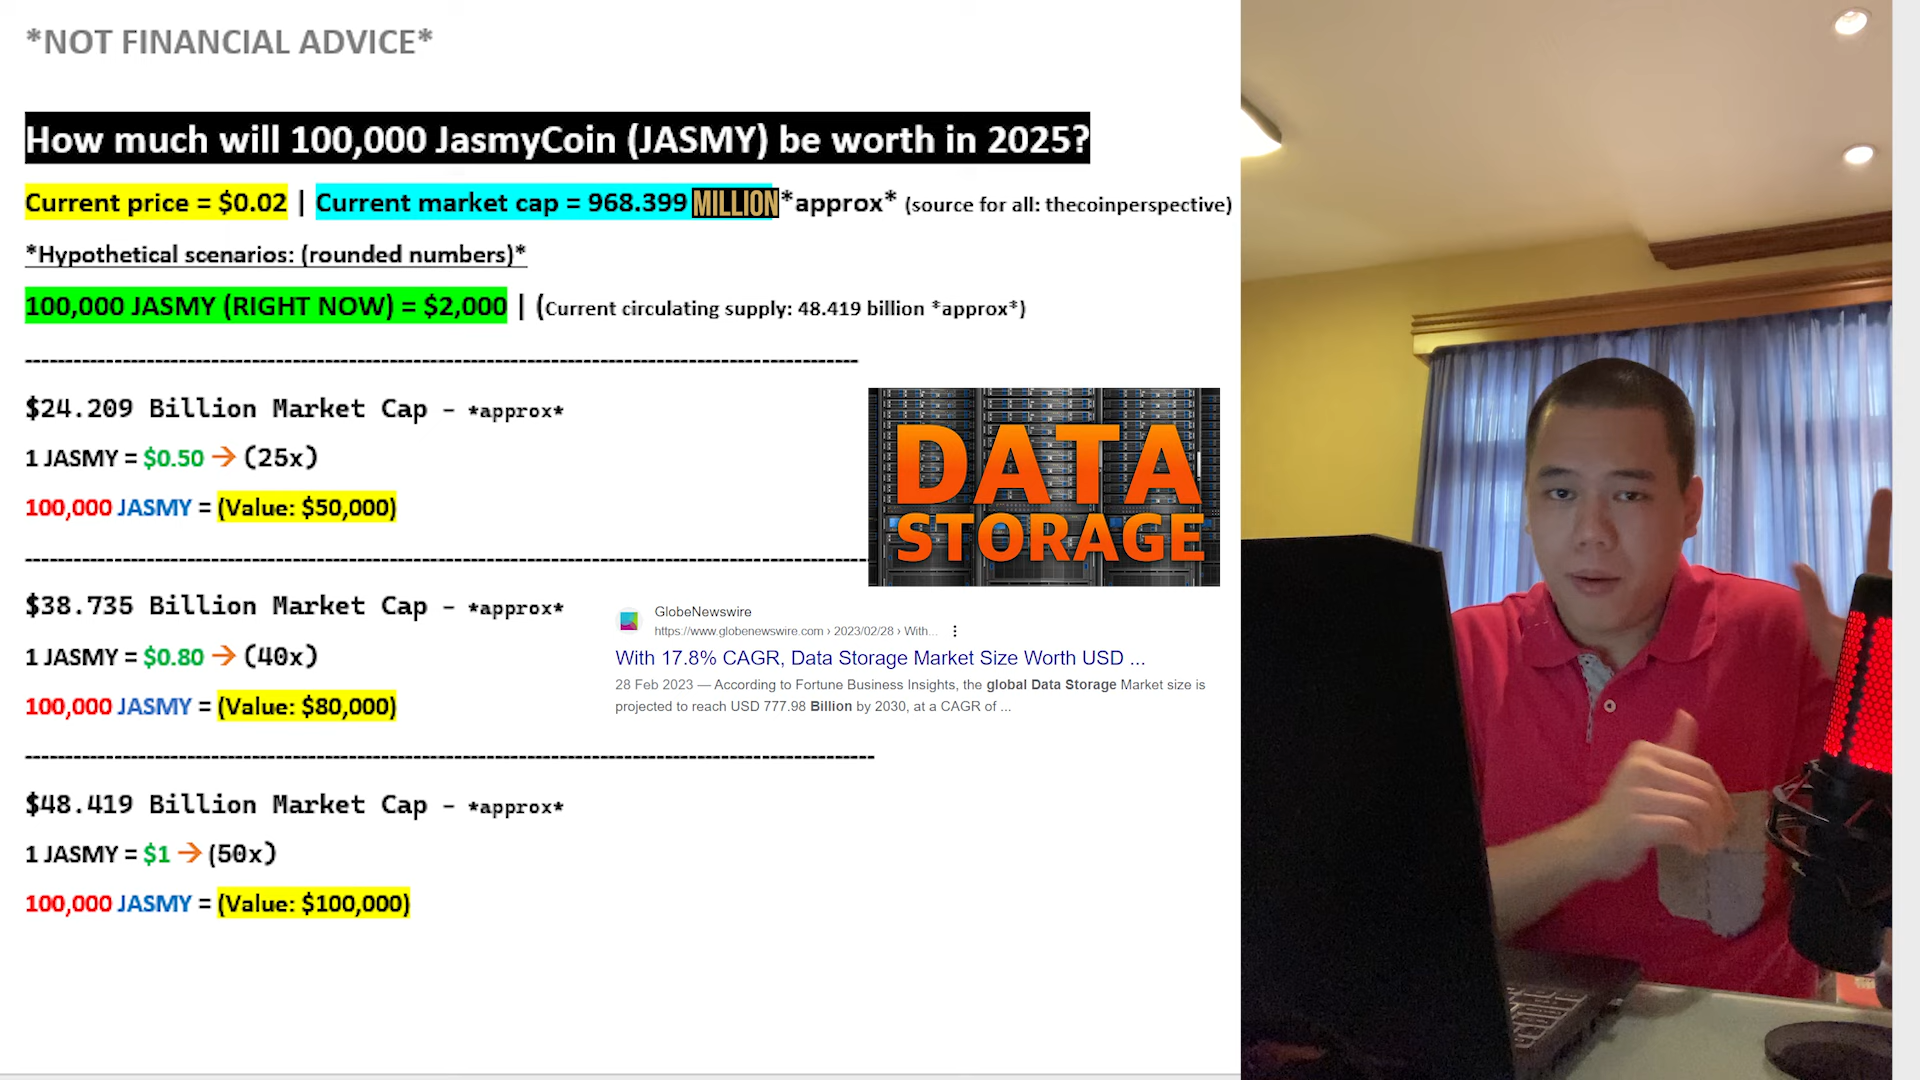 *NOT FINANCIAL ADVICE*
How much will 100,000 JasmyCoin (JASMY) be worth in 2025?
Current price = $0.02 | Current market cap = 968.399 MILLION *approx* (source for all: thecoinperspective)
*Hypothetical scenarios: (rounded numbers)*
100,000 JASMY (RIGHT NOW) = $2,000 | (Current circulating supply: 48.419 billion *approx*)
$24.209 Billion Market Cap - *approx*
1 JASMY = $0.50 → (25x)
100,000 JASMY = (Value: $50,000)
DATA
STORAGE
$38.735 Billion Market Cap - *approx*
1 JASMY = $0.80 → (40x)
100,000 JASMY = (Value: $80,000)
GlobeNewswire
https://www.globenewswire.com › 2023/02/28 › With...
With 17.8% CAGR, Data Storage Market Size Worth USD ...
28 Feb 2023 — According to Fortune Business Insights, the global Data Storage Market size is
projected to reach USD 777.98 Billion by 2030, at a CAGR of ...
$48.419 Billion Market Cap - *approx*
1 JASMY = $1 → (50x)
100,000 JASMY = (Value: $100,000)